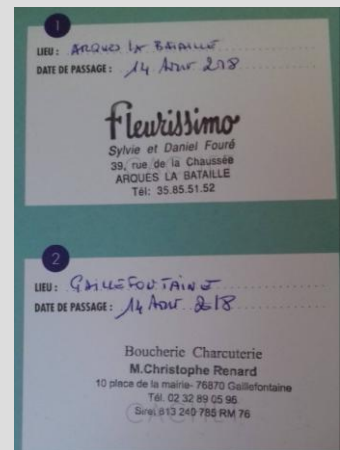 1
LIEU : ARQUES LA BATAILLE
DATE DE PASSAGE : 14 Août 2018
Fleurissimo
Sylvie et Daniel Fouré
39, rue de la Chaussée
ARQUES LA BATAILLE
Tél: 35.85.51.52
2
LIEU : GAILLEFONTAINE
DATE DE PASSAGE : 14 Août 2018
Boucherie Charcuterie
M.Christophe Renard
10 place de la mairie- 76870 Gaillefontaine
Tél. 02 32 89 05 96
Siret 813 240 785 RM 76
CACHET